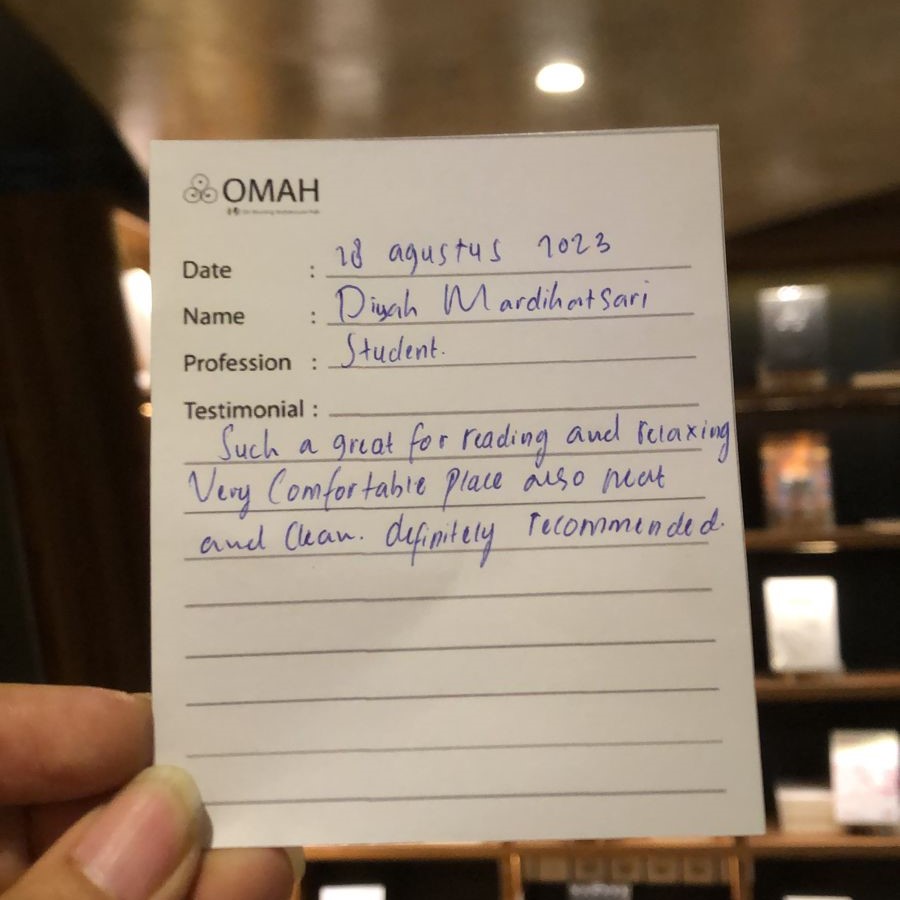 OMAH
Date : 28 agustus 2023
Name : Diyah Mardihatsari
Profession : Student.
Testimonial :
Such a great for reading and relaxing
Very Comfortable place also neat
and Clean. definitely recommended.